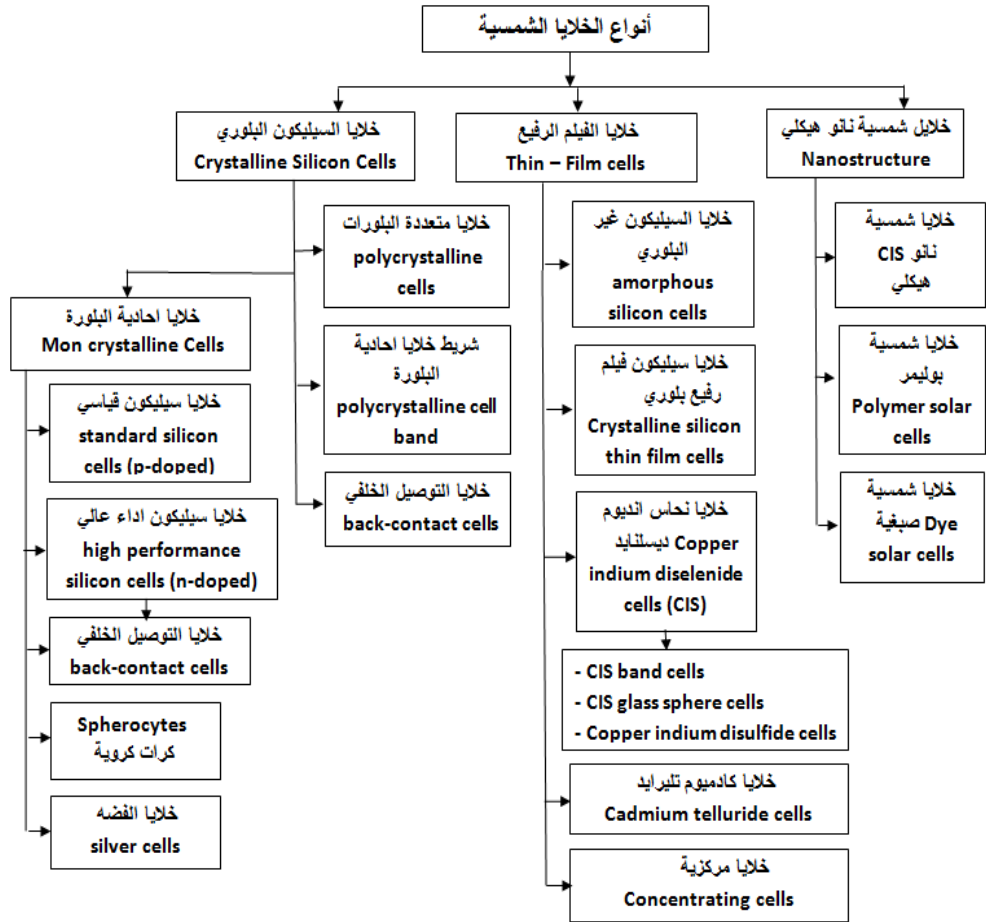 أنواع الخلايا الشمسية
خلايا السيليكون البلوري
Crystalline Silicon Cells
خلايا الفيلم الرفيع
Thin – Film cells
خلايل شمسية نانو هيكلي
Nanostructure
خلايا متعددة البلورات
polycrystalline
cells
شريط خلايا احادية
البلورة
polycrystalline cell
band
خلايا التوصيل الخلفي
back-contact cells
خلايا احادية البلورة
Mon crystalline Cells
خلايا سيليكون قياسي
standard silicon
cells (p-doped)
خلايا سيليكون اداء عالي
high performance
silicon cells (n-doped)
خلايا التوصيل الخلفي
back-contact cells
Spherocytes
كرات كروية
خلايا الفضه
silver cells
خلايا السيليكون غير
البلوري
amorphous
silicon cells
خلايا سيليكون فيلم
رفيع بلوري
Crystalline silicon
thin film cells
خلايا نحاس انديوم
ديسلنايد Copper
indium diselenide
cells (CIS)
- CIS band cells
- CIS glass sphere cells
- Copper indium disulfide cells
خلايا كادميوم تليرايد
Cadmium telluride cells
خلايا مركزية
Concentrating cells
خلايا شمسية
نانو CIS
هيكلي
خلايا شمسية
بوليمر
Polymer solar
cells
خلايا شمسية
صبغية Dye
solar cells